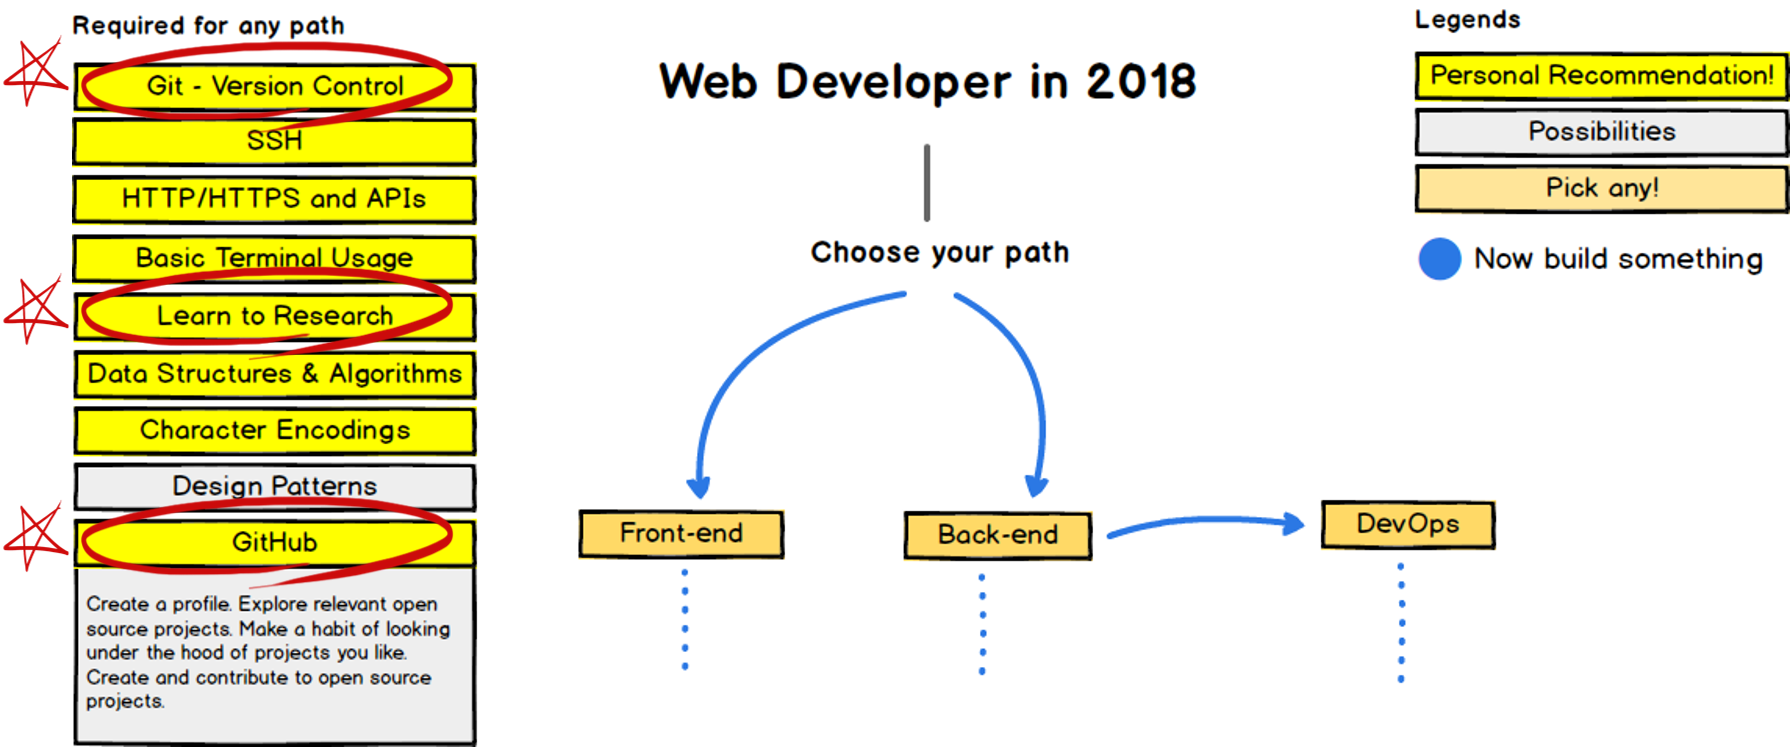 Required for any path
Git - Version Control
SSH
HTTP/HTTPS and APIs
Basic Terminal Usage
Learn to Research
Data Structures & Algorithms
Character Encodings
Design Patterns
GitHub
Create a profile. Explore relevant open
source projects. Make a habit of looking
under the hood of projects you like.
Create and contribute to open source
projects.
Web Developer in 2018
Choose your path
Front-end
Back-end
DevOps
Legends
Personal Recommendation!
Possibilities
Pick any!
Now build something